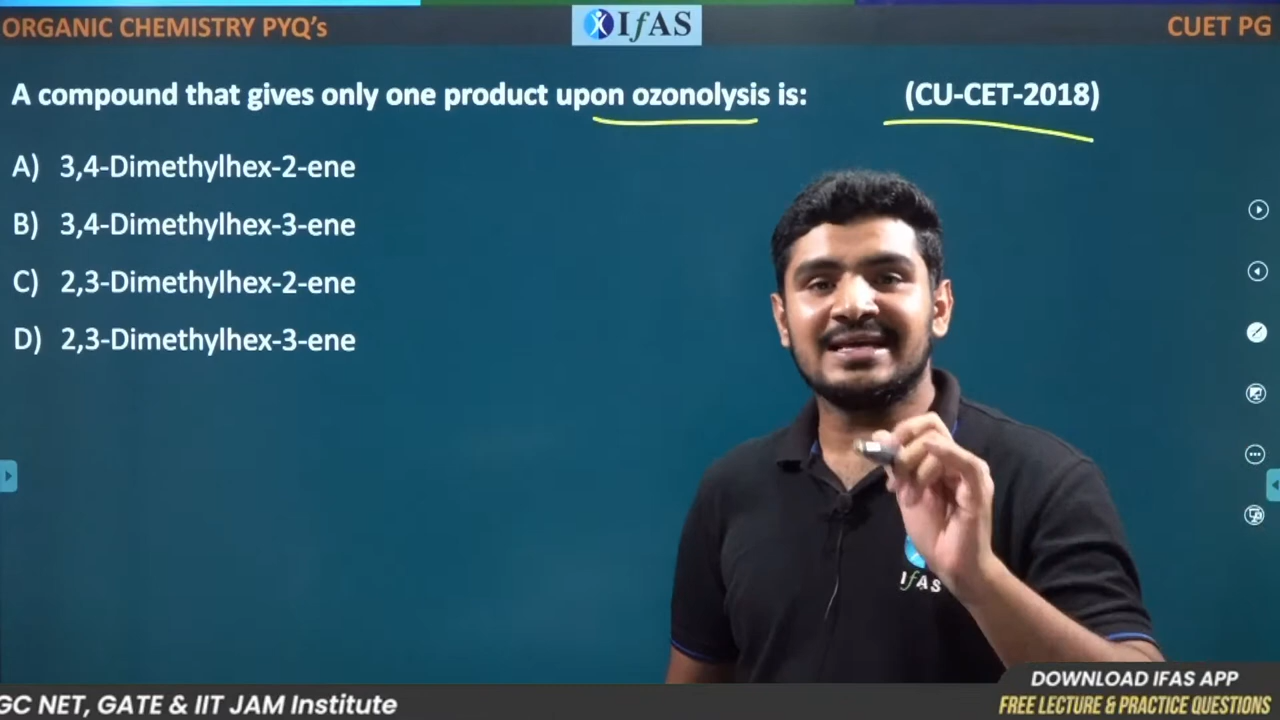 ORGANIC CHEMISTRY PYQ's
IfAS
CUET PG
A compound that gives only one product upon ozonolysis is: (CU-CET-2018)
A) 3,4-Dimethylhex-2-ene
B) 3,4-Dimethylhex-3-ene
C) 2,3-Dimethylhex-2-ene
D) 2,3-Dimethylhex-3-ene
IfAS
DOWNLOAD IFAS APP
GC NET, GATE & IIT JAM Institute
FREE LECTURE & PRACTICE QUESTIONS